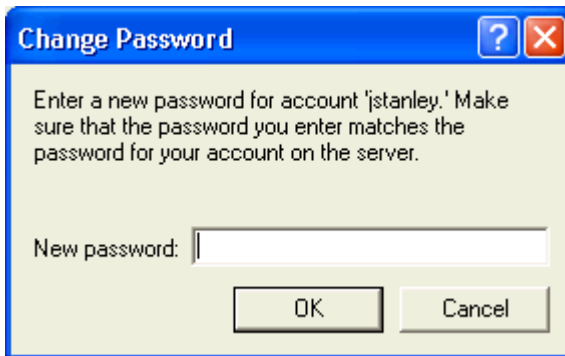 Change Password
Enter a new password for account 'jstanley.' Make
sure that the password you enter matches the
password for your account on the server.
New password:
OK
Cancel